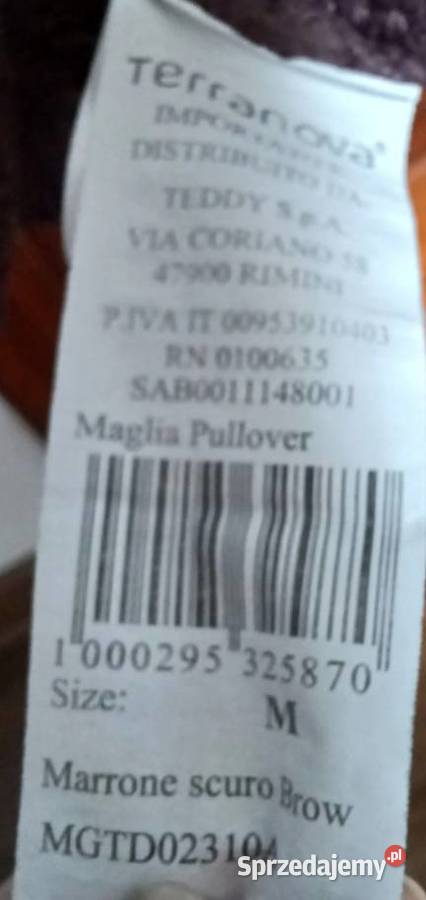 Terranova®
IMPORTATO E
DISTRIBUITO DA:
TEDDY S.p.A.
VIA CORIANO 58
47900 RIMINI
P.IVA IT 00953910403
RN 0100635
SAB0011148001
Maglia Pullover
1 000295 325870
Size: M
Marrone scuro Brow
MGTD023104
Sprzedajemy.pl